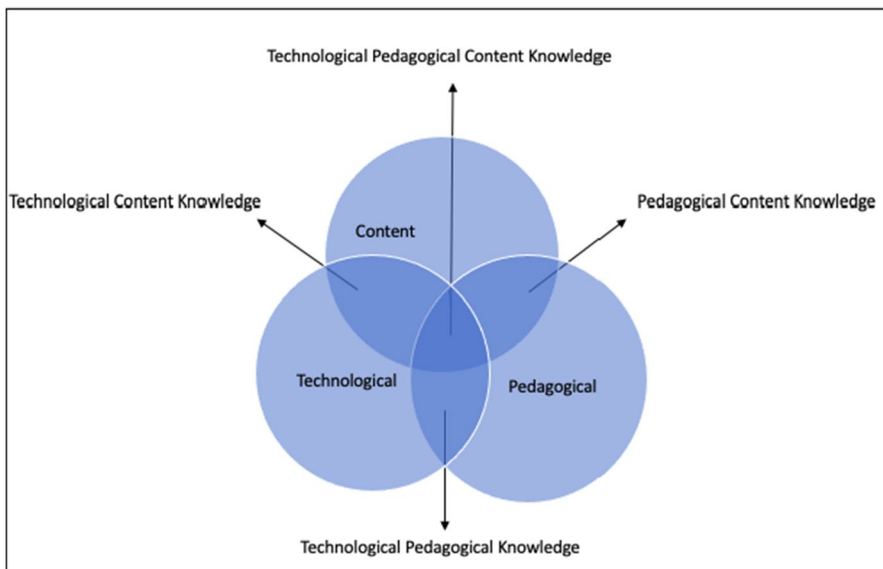 Technological Pedagogical Content Knowledge
Technological Content Knowledge
Pedagogical Content Knowledge
Content
Technological
Pedagogical
Technological Pedagogical Knowledge